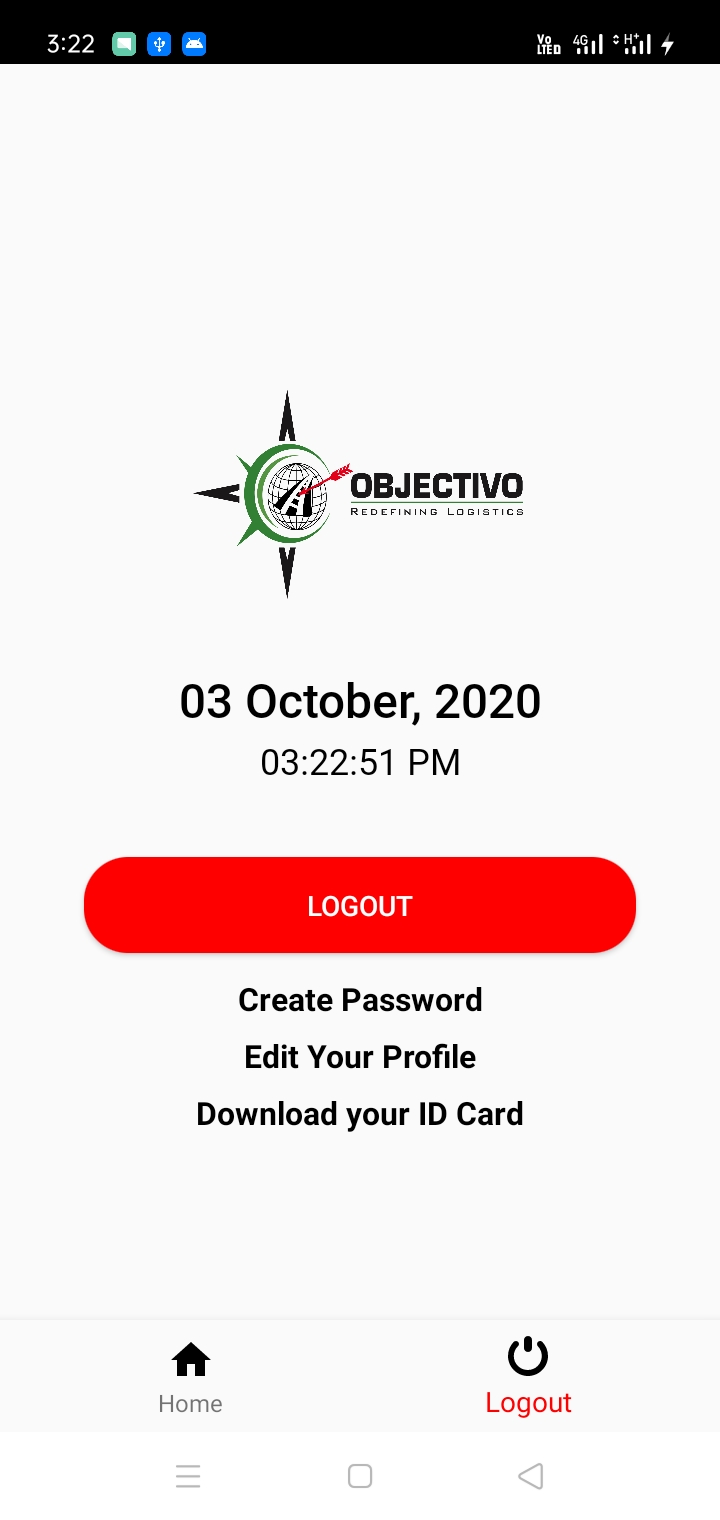 3:22
Vo LTE D 4G H+
OBJECTIVO
REDEFINING LOGISTICS
03 October, 2020
03:22:51 PM
LOGOUT
Create Password
Edit Your Profile
Download your ID Card
Home
Logout